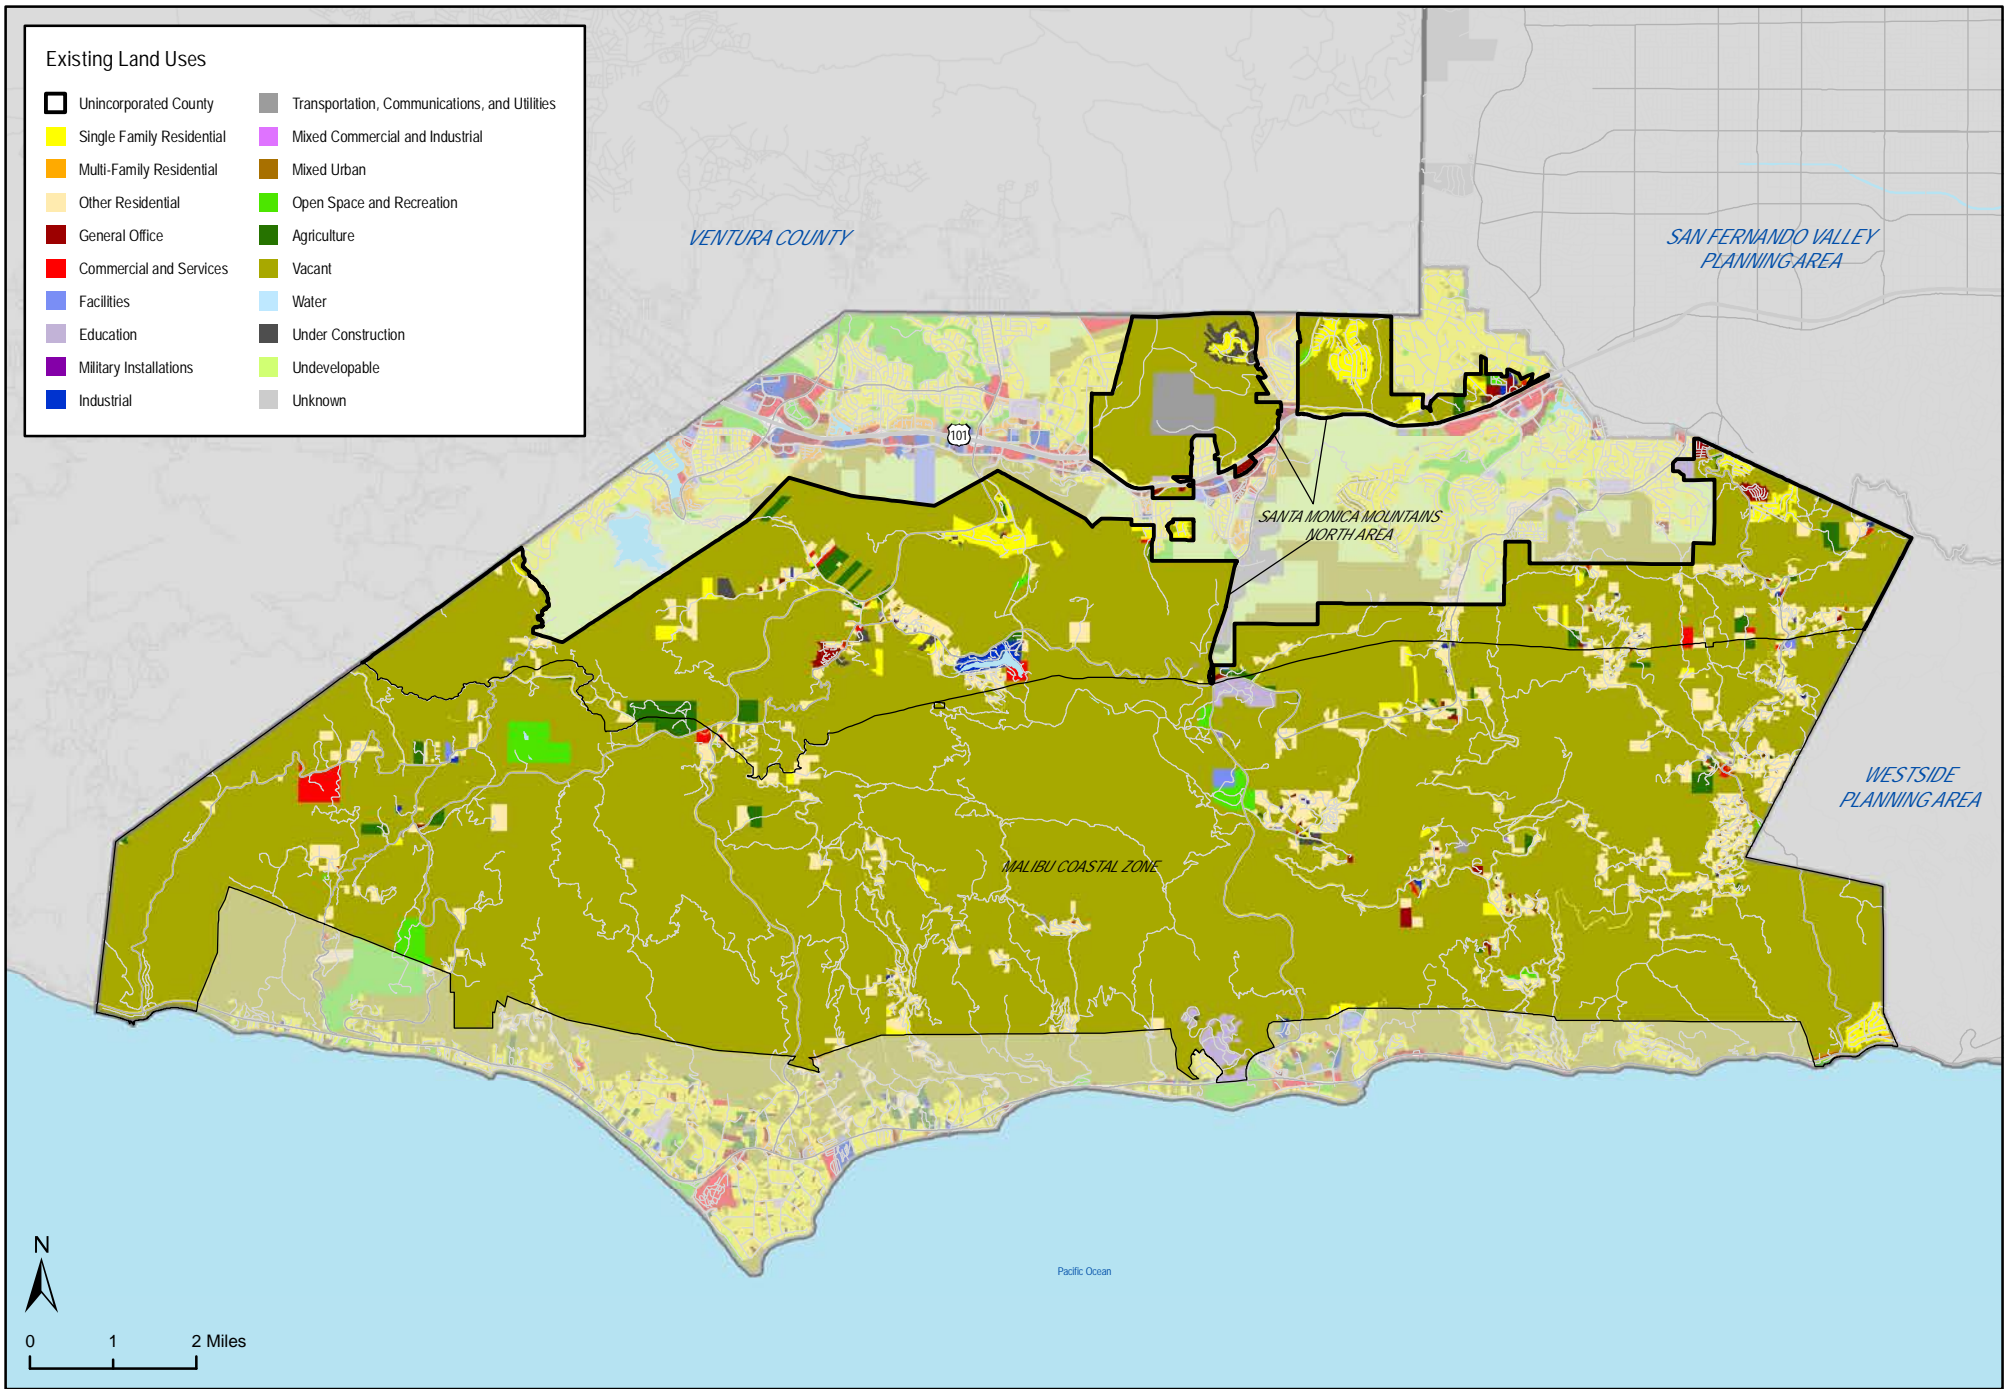 Existing Land Uses
Unincorporated County
Single Family Residential
Multi-Family Residential
Other Residential
General Office
Commercial and Services
Facilities
Education
Military Installations
Industrial
Transportation, Communications, and Utilities
Mixed Commercial and Industrial
Mixed Urban
Open Space and Recreation
Agriculture
Vacant
Water
Under Construction
Undevelopable
Unknown
VENTURA COUNTY
SAN FERNANDO VALLEY
PLANNING AREA
101
SANTA MONICA MOUNTAINS
NORTH AREA
WESTSIDE
PLANNING AREA
MALIBU COASTAL ZONE
Pacific Ocean
N
0 1 2 Miles